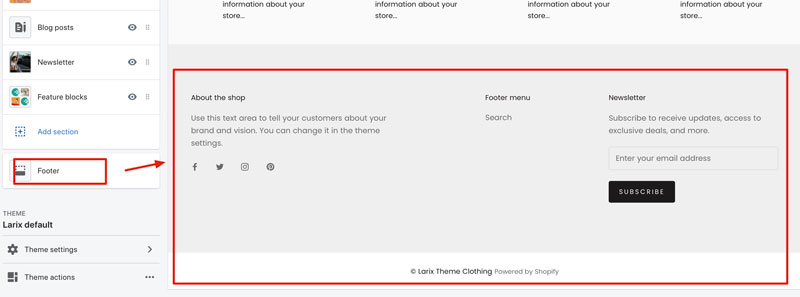 Blog posts
Newsletter
Feature blocks
Add section
Footer
THEME
Larix default
Theme settings
Theme actions
information about your
store...
information about your
store...
information about your
store...
information about your
store...
About the shop
Use this text area to tell your customers about your
brand and vision. You can change it in the theme
settings.
Footer menu
Search
Newsletter
Subscribe to receive updates, access to
exclusive deals, and more.
Enter your email address
SUBSCRIBE
© Larix Theme Clothing Powered by Shopify